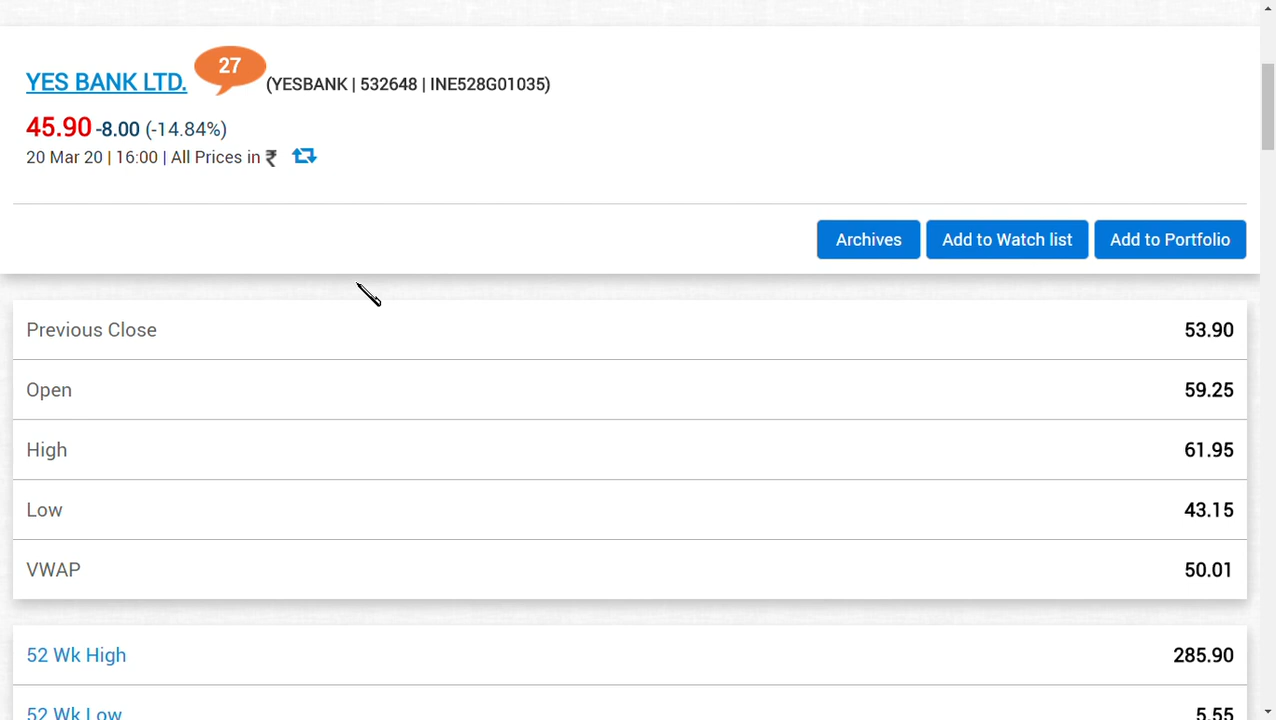 YES BANK LTD. 27 (YESBANK | 532648 | INE528G01035)
45.90 -8.00 (-14.84%)
20 Mar 20 | 16:00 | All Prices in ₹
Archives Add to Watch list Add to Portfolio
Previous Close 53.90
Open 59.25
High 61.95
Low 43.15
VWAP 50.01
52 Wk High 285.90
52 Wk Low 5.55